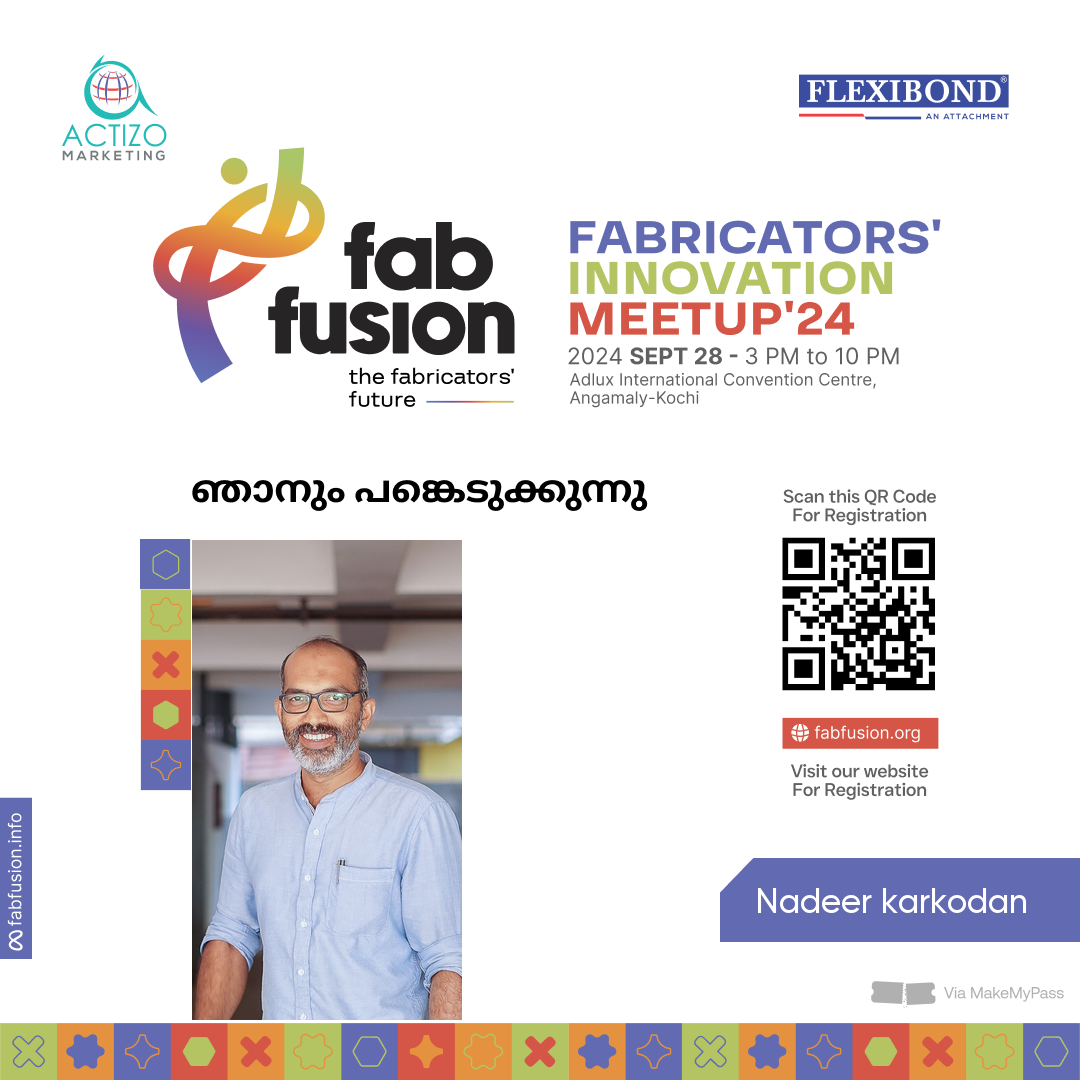 ACTIZO
MARKETING
FLEXIBOND®
AN ATTACHMENT
fab
fusion
the fabricators'
future
FABRICATORS'
INNOVATION
MEETUP'24
2024 SEPT 28 - 3 PM to 10 PM
Adlux International Convention Centre,
Angamaly-Kochi
ഞാനും പങ്കെടുക്കുന്നു
Scan this QR Code
For Registration
fabfusion.org
Visit our website
For Registration
fabfusion.info
Nadeer karkodan
Via MakeMyPass